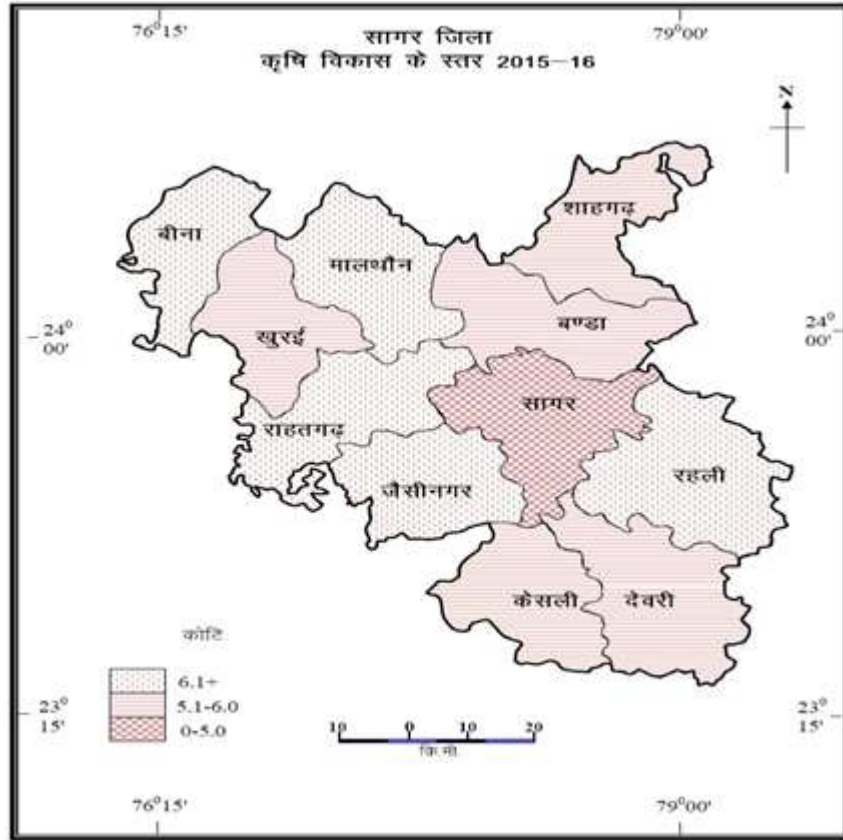 76°15' 79°00'
सागर जिला
कृषि विकास के स्तर 2015–16
N
शाहगढ़
बीना
मालथौन
24°
00'
24°
00'
खुरई
बण्डा
सागर
राहतगढ़
जैसीनगर
रहली
केसली
देवरी
कोटि
6.1+
5.1-6.0
0-5.0
23°
15'
23°
15'
10 0 10 20
कि.मी.
76°15' 79°00'